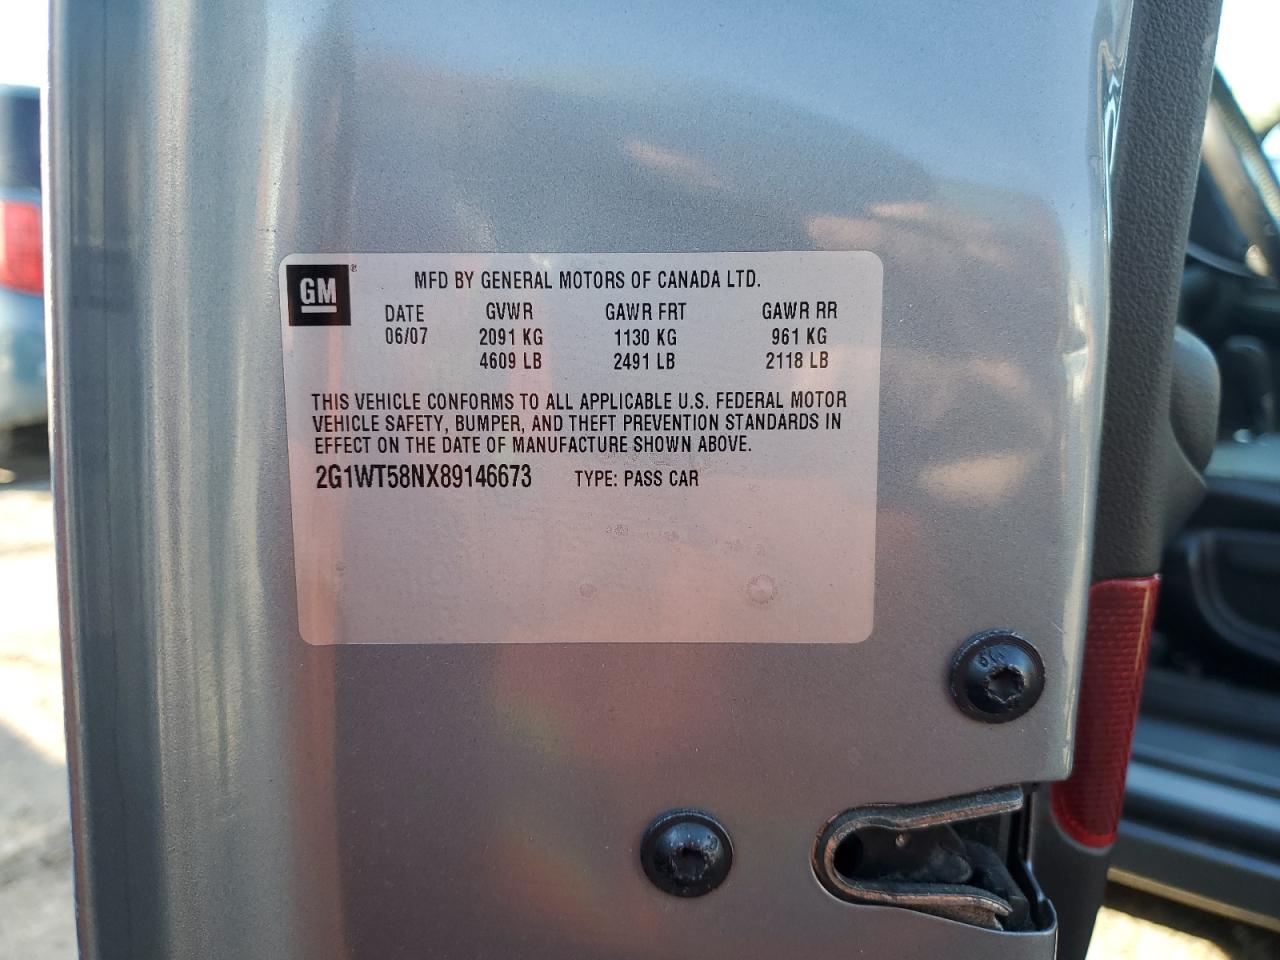 GM®
MFD BY GENERAL MOTORS OF CANADA LTD.
DATE GVWR GAWR FRT GAWR RR
06/07 2091 KG 1130 KG 961 KG
4609 LB 2491 LB 2118 LB
THIS VEHICLE CONFORMS TO ALL APPLICABLE U.S. FEDERAL MOTOR
VEHICLE SAFETY, BUMPER, AND THEFT PREVENTION STANDARDS IN
EFFECT ON THE DATE OF MANUFACTURE SHOWN ABOVE.
2G1WT58NX89146673 TYPE: PASS CAR